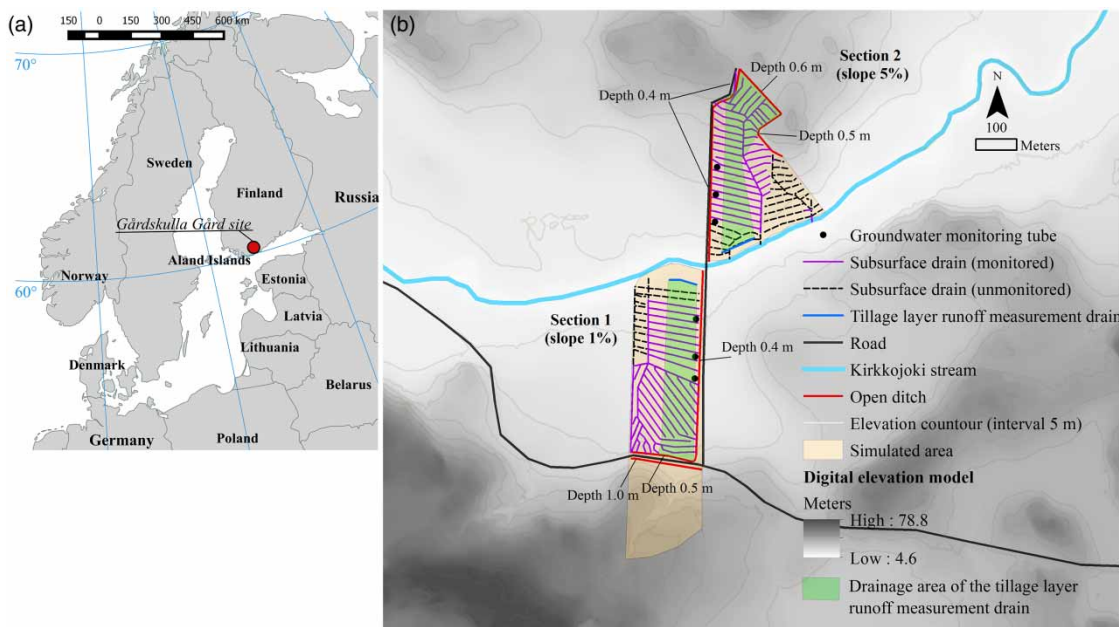 (a)
150 0 150 300 450 600 km
70°
Sweden
Finland
Russia
Gårdskulla Gård site
Aland-Islands
Norway
60°
Estonia
Latvia
Lithuania
Denmark
Belarus
Germany
Poland
(b)
Section 2
(slope 5%)
Depth 0.6 m
Depth 0.4 m
Depth 0.5 m
N
100
Meters
Section 1
(slope 1%)
Depth 0.4 m
Depth 1.0 m
Depth 0.5 m
Groundwater monitoring tube
Subsurface drain (monitored)
Subsurface drain (unmonitored)
Tillage layer runoff measurement drain
Road
Kirkkojoki stream
Open ditch
Elevation countour (interval 5 m)
Simulated area
Digital elevation model
Meters
High : 78.8
Low : 4.6
Drainage area of the tillage layer
runoff measurement drain